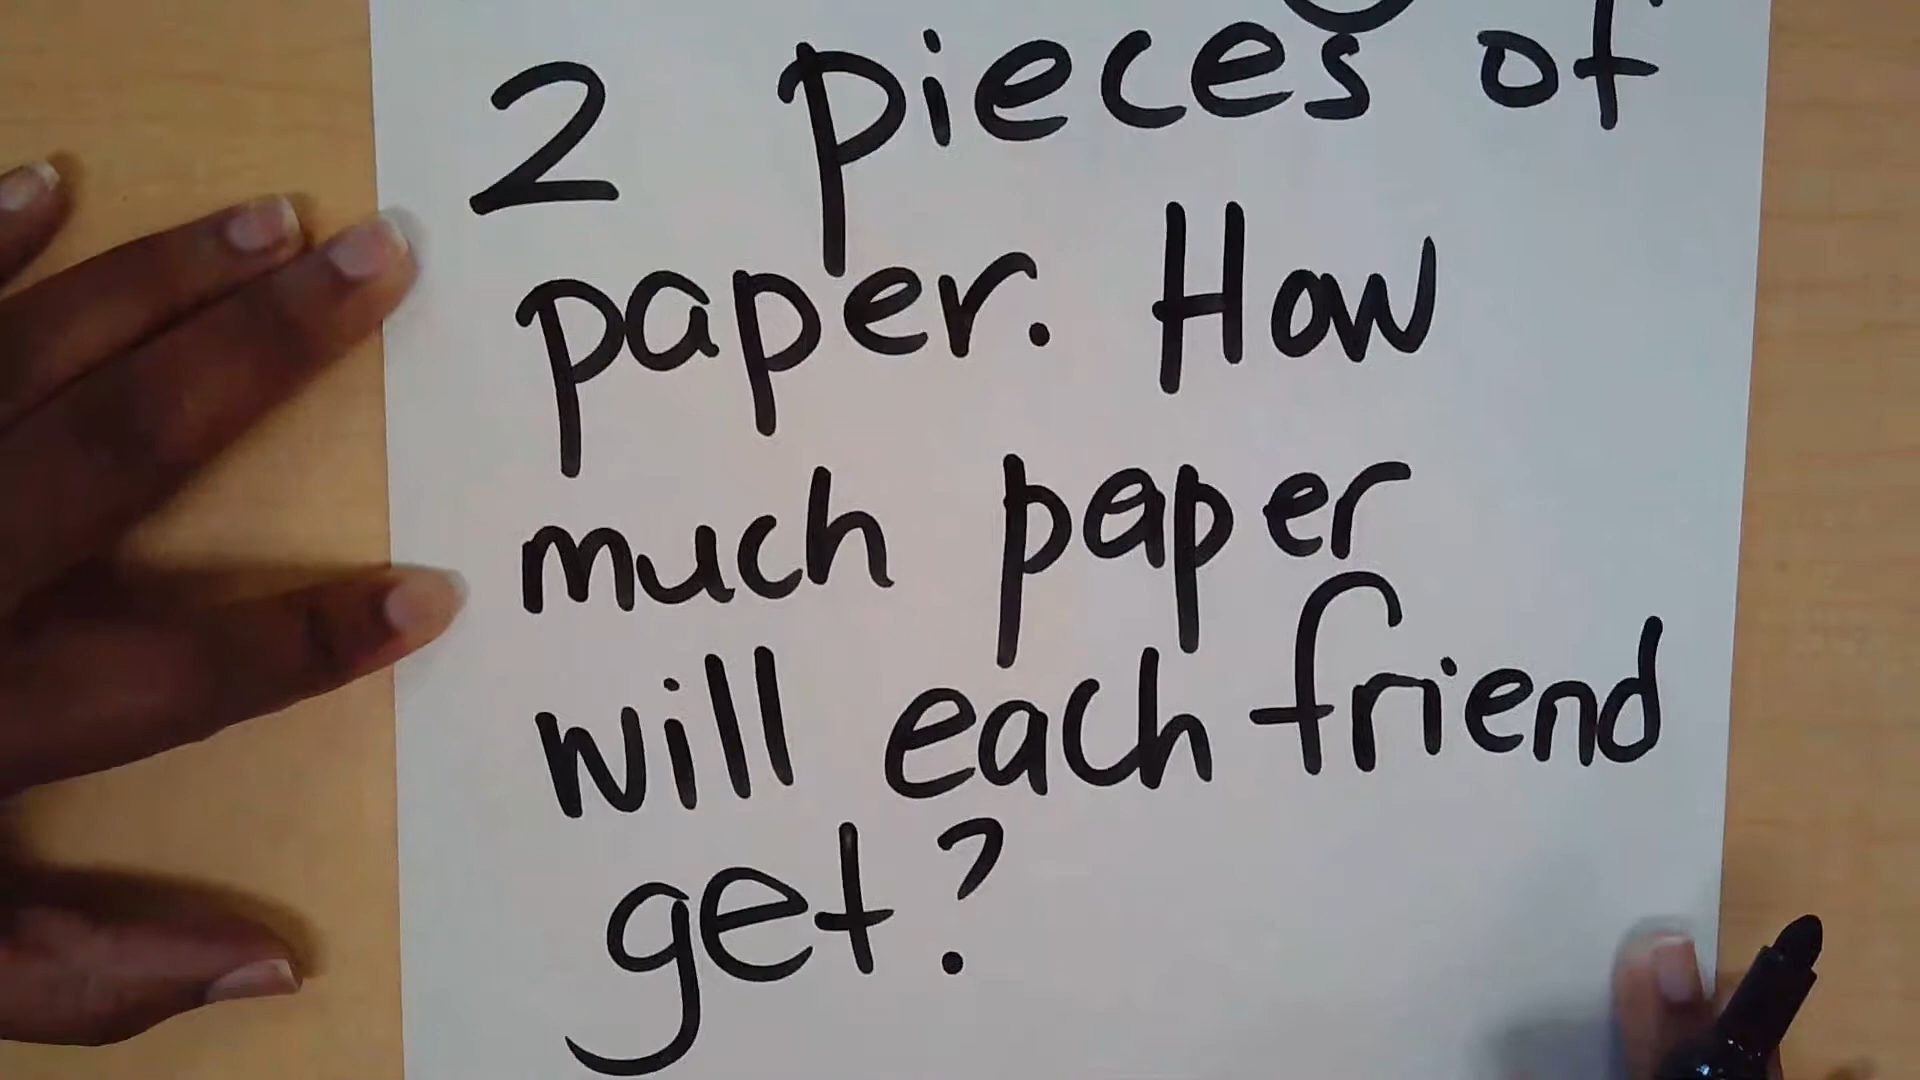 2 pieces of
paper. How
much paper
will each friend
get?